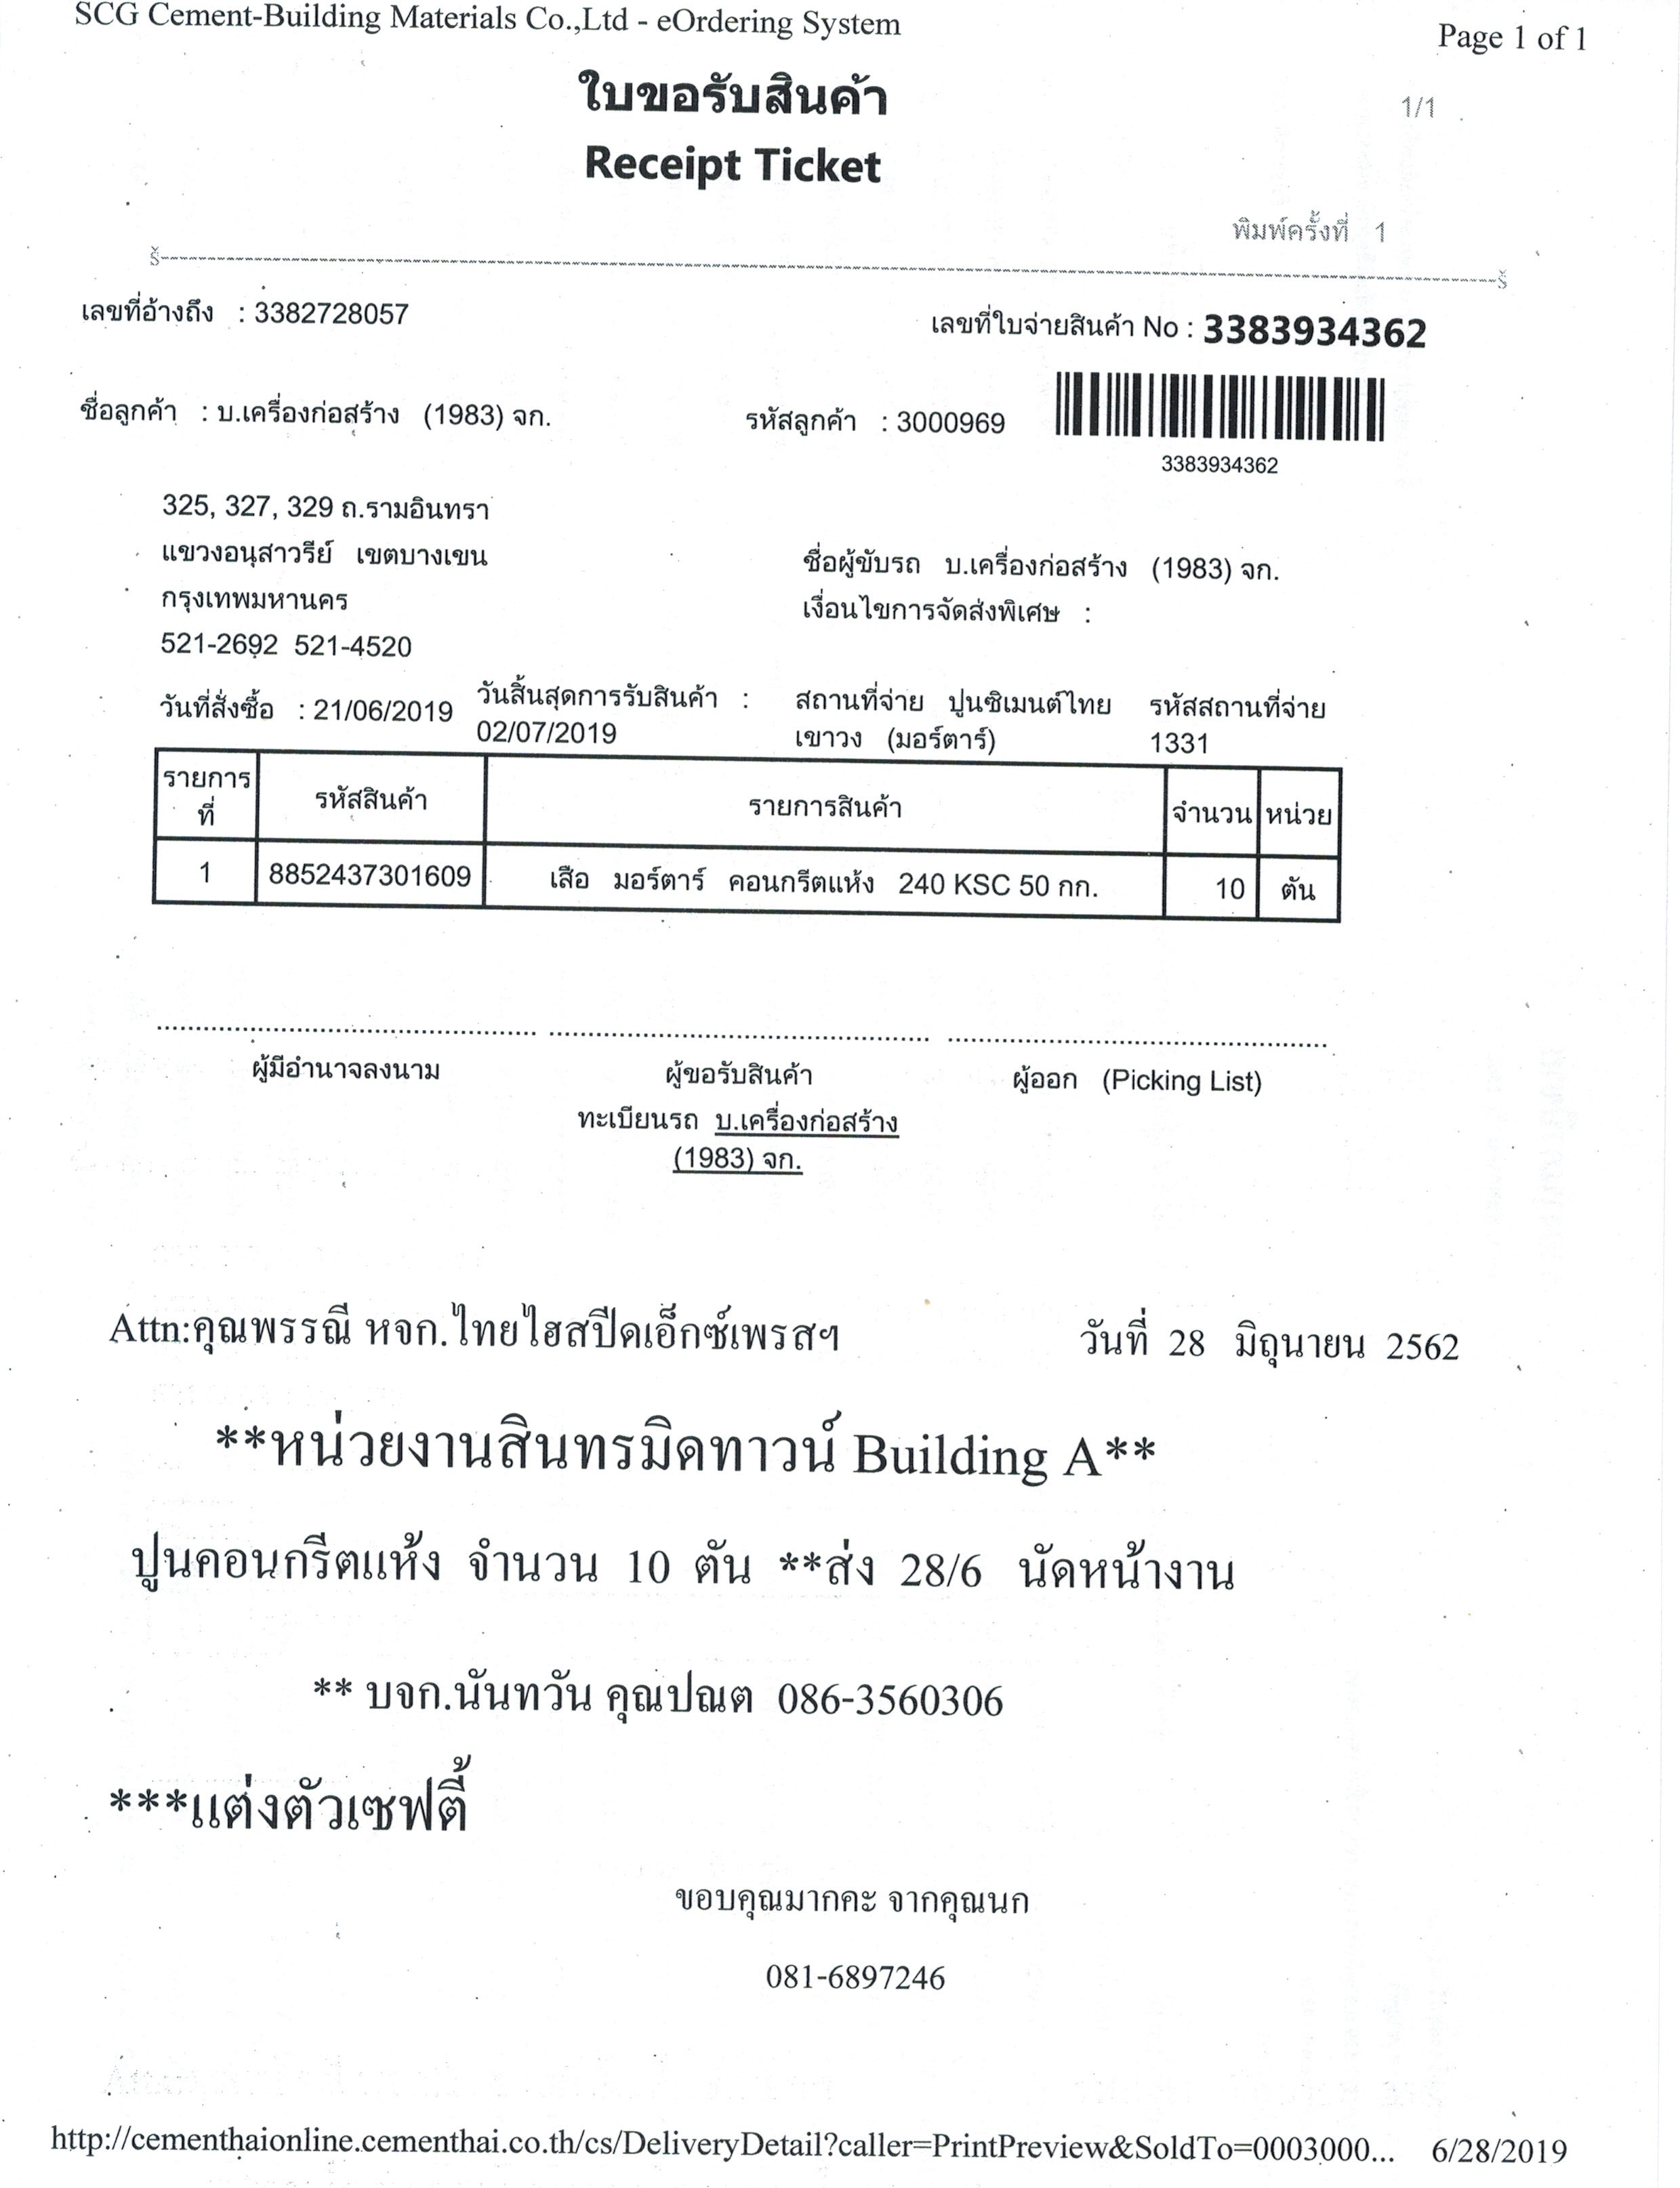 SCG Cement-Building Materials Co.,Ltd - eOrdering System
Page 1 of 1
ใบขอรับสินค้า
1/1
Receipt Ticket
พิมพ์ครั้งที่ 1
เลขที่อ้างถึง : 3382728057
เลขที่ใบจ่ายสินค้า No : 3383934362
ชื่อลูกค้า : บ.เครื่องก่อสร้าง (1983) จก.
รหัสลูกค้า : 3000969
3383934362
325, 327, 329 ถ.รามอินทรา
แขวงอนุสาวรีย์ เขตบางเขน
กรุงเทพมหานคร
521-2692 521-4520
ชื่อผู้ขับรถ บ.เครื่องก่อสร้าง (1983) จก.
เงื่อนไขการจัดส่งพิเศษ :
วันที่สั่งซื้อ : 21/06/2019
วันสิ้นสุดการรับสินค้า :
02/07/2019
สถานที่จ่าย ปูนซิเมนต์ไทย
เขาวง (มอร์ตาร์)
รหัสสถานที่จ่าย
1331
รายการ
ที่
รหัสสินค้า
รายการสินค้า
จำนวน
หน่วย
1 8852437301609 เสือ มอร์ตาร์ คอนกรีตแห้ง 240 KSC 50 กก. 10 ตัน
ผู้มีอำนาจลงนาม
ผู้ขอรับสินค้า
ผู้ออก (Picking List)
ทะเบียนรถ บ.เครื่องก่อสร้าง
(1983) จก.
Attn:คุณพรรณี หจก.ไทยไฮสปีดเอ็กซ์เพรสฯ
วันที่ 28 มิถุนายน 2562
**หน่วยงานสินทรมิดทาวน์ Building A**
ปูนคอนกรีตแห้ง จำนวน 10 ตัน **ส่ง 28/6 นัดหน้างาน
** บจก.นันทวัน คุณปณต 086-3560306
***แต่งตัวเซฟตี้
ขอบคุณมากคะ จากคุณนก
081-6897246
http://cementhaionline.cementhai.co.th/cs/DeliveryDetail?caller=PrintPreview&SoldTo=0003000... 6/28/2019